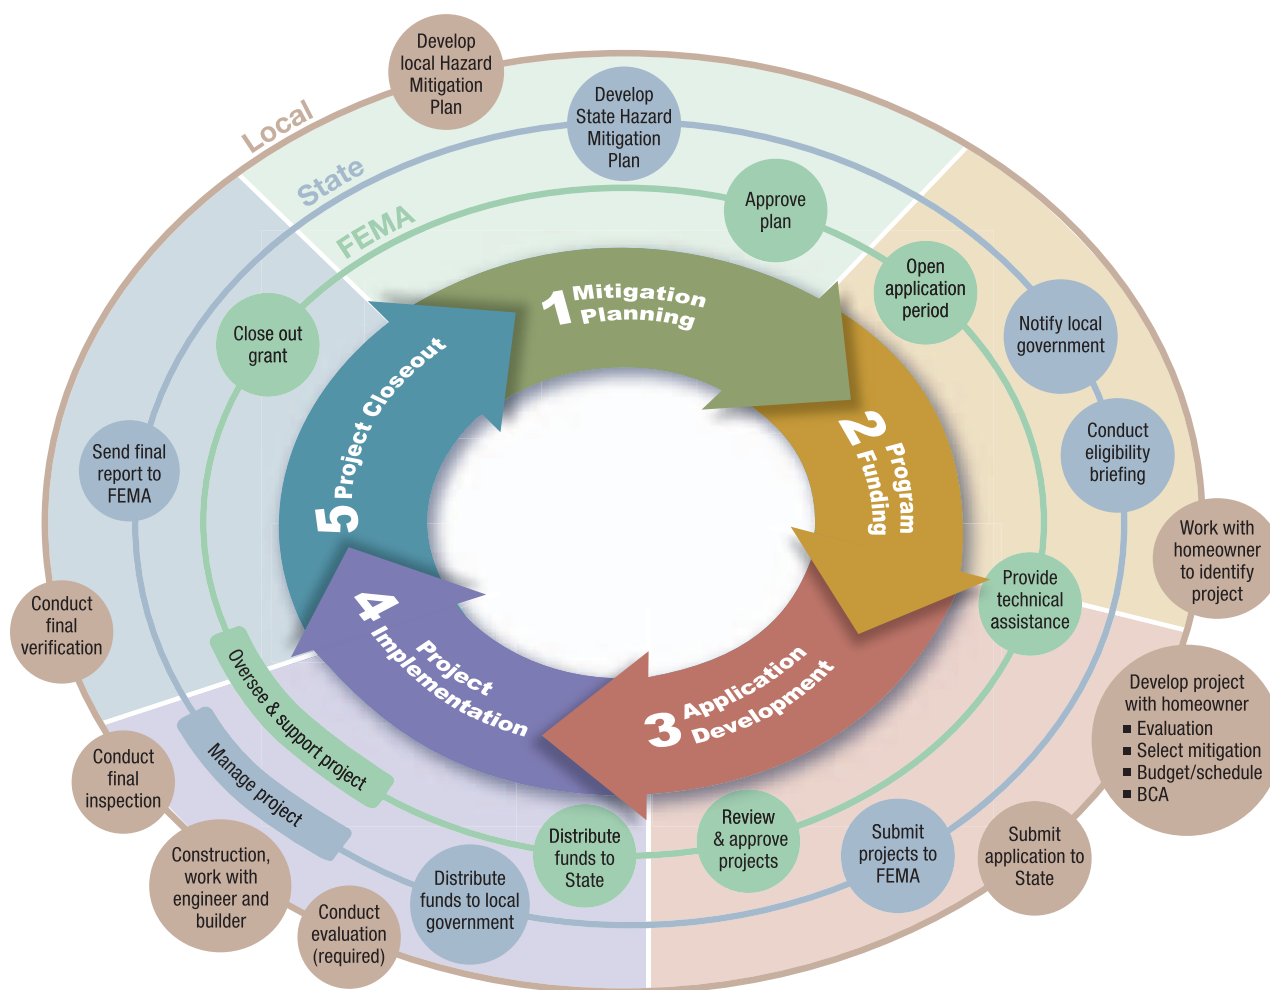 Develop
local Hazard
Mitigation
Plan
Develop
State Hazard
Mitigation
Plan
Local
State
FEMA
Approve
plan
Open
application
period
Notify local
government
Conduct
eligibility
briefing
Work with
homeowner
to identify
project
Provide
technical
assistance
Develop project
with homeowner
■ Evaluation
■ Select mitigation
■ Budget/schedule
■ BCA
Submit
application to
State
Submit
projects to
FEMA
Review
& approve
projects
Distribute
funds to
State
Distribute
funds to local
government
Conduct
evaluation
(required)
Construction,
work with
engineer and
builder
Conduct
final
inspection
Manage project
Oversee & support project
Conduct
final
verification
Send final
report to
FEMA
Close out
grant
1 Mitigation
Planning
2 Program
Funding
3 Application
Development
4 Project
Implementation
5 Project Closeout